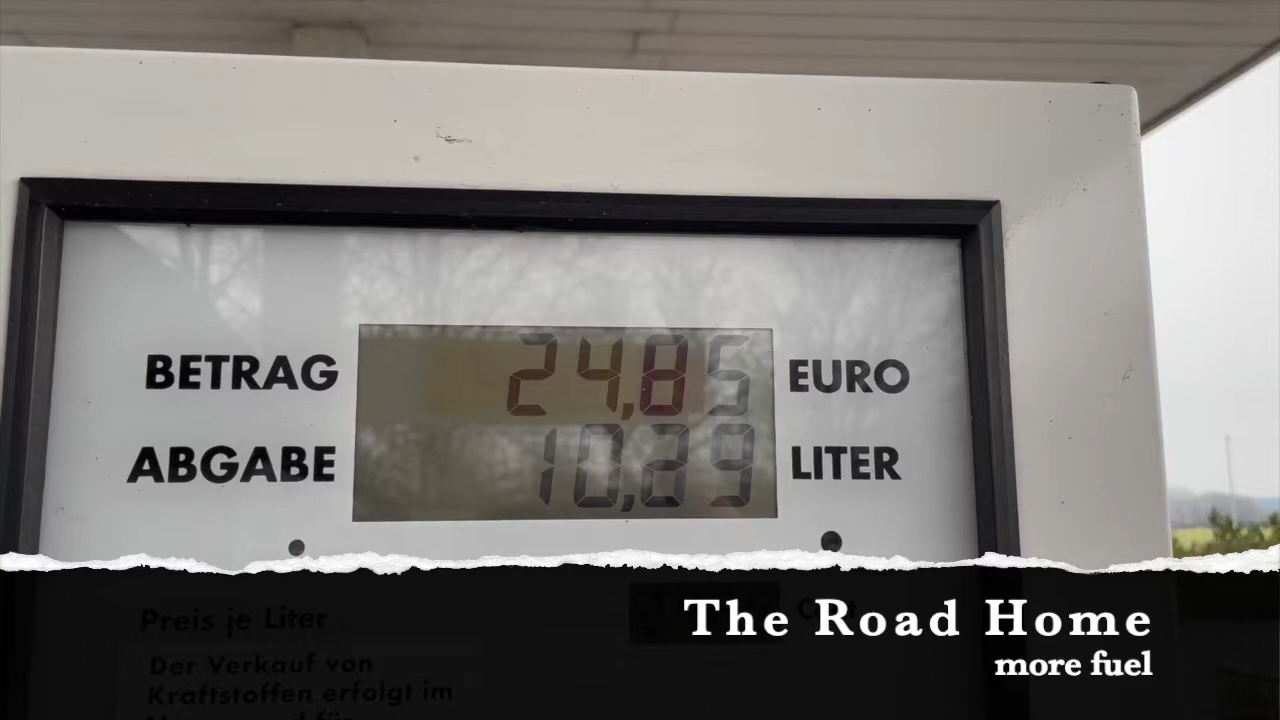 BETRAG 24,85 EURO
ABGABE 10,29 LITER
Preis je Liter
Der Verkauf von
Kraftstoffen erfolgt im
The Road Home
more fuel